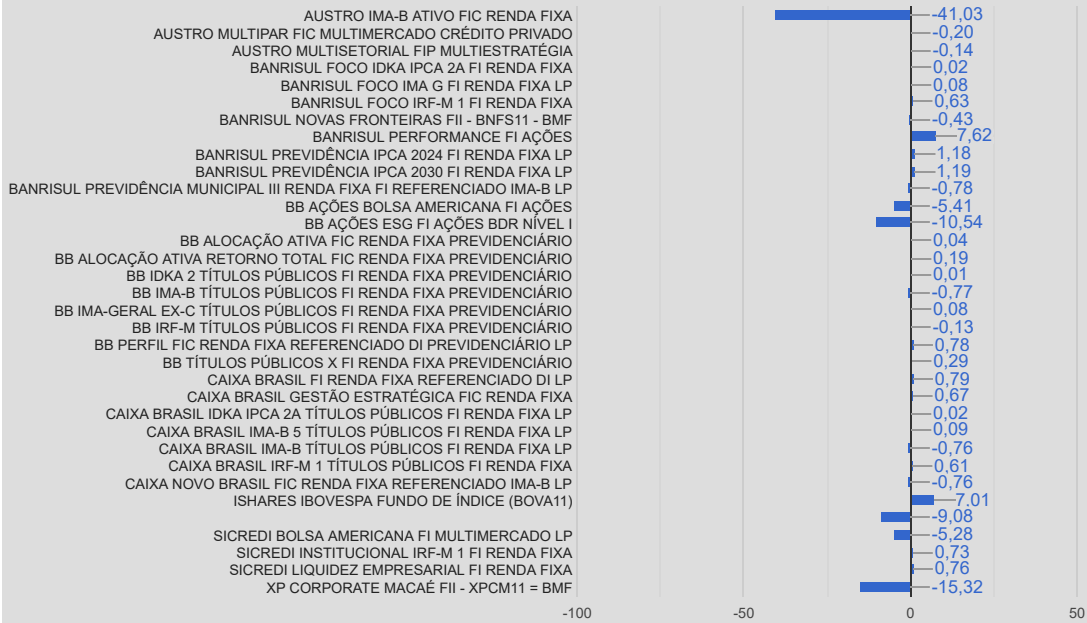 AUSTRO IMA-B ATIVO FIC RENDA FIXA -41,03
AUSTRO MULTIPAR FIC MULTIMERCADO CRÉDITO PRIVADO -0,20
AUSTRO MULTISETORIAL FIP MULTIESTRATÉGIA -0,14
BANRISUL FOCO IDKA IPCA 2A FI RENDA FIXA 0,02
BANRISUL FOCO IMA G FI RENDA FIXA LP 0,08
BANRISUL FOCO IRF-M 1 FI RENDA FIXA 0,63
BANRISUL NOVAS FRONTEIRAS FII - BNFS11 - BMF -0,43
BANRISUL PERFORMANCE FI AÇÕES 7,62
BANRISUL PREVIDÊNCIA IPCA 2024 FI RENDA FIXA LP 1,18
BANRISUL PREVIDÊNCIA IPCA 2030 FI RENDA FIXA LP 1,19
BANRISUL PREVIDÊNCIA MUNICIPAL III RENDA FIXA FI REFERENCIADO IMA-B LP -0,78
BB AÇÕES BOLSA AMERICANA FI AÇÕES -5,41
BB AÇÕES ESG FI AÇÕES BDR NÍVEL I -10,54
BB ALOCAÇÃO ATIVA FIC RENDA FIXA PREVIDENCIÁRIO 0,04
BB ALOCAÇÃO ATIVA RETORNO TOTAL FIC RENDA FIXA PREVIDENCIÁRIO 0,19
BB IDKA 2 TÍTULOS PÚBLICOS FI RENDA FIXA PREVIDENCIÁRIO 0,01
BB IMA-B TÍTULOS PÚBLICOS FI RENDA FIXA PREVIDENCIÁRIO -0,77
BB IMA-GERAL EX-C TÍTULOS PÚBLICOS FI RENDA FIXA PREVIDENCIÁRIO 0,08
BB IRF-M TÍTULOS PÚBLICOS FI RENDA FIXA PREVIDENCIÁRIO -0,13
BB PERFIL FIC RENDA FIXA REFERENCIADO DI PREVIDENCIÁRIO LP 0,78
BB TÍTULOS PÚBLICOS X FI RENDA FIXA PREVIDENCIÁRIO 0,29
CAIXA BRASIL FI RENDA FIXA REFERENCIADO DI LP 0,79
CAIXA BRASIL GESTÃO ESTRATÉGICA FIC RENDA FIXA 0,67
CAIXA BRASIL IDKA IPCA 2A TÍTULOS PÚBLICOS FI RENDA FIXA LP 0,02
CAIXA BRASIL IMA-B 5 TÍTULOS PÚBLICOS FI RENDA FIXA LP 0,09
CAIXA BRASIL IMA-B TÍTULOS PÚBLICOS FI RENDA FIXA LP -0,76
CAIXA BRASIL IRF-M 1 TÍTULOS PÚBLICOS FI RENDA FIXA 0,61
CAIXA NOVO BRASIL FIC RENDA FIXA REFERENCIADO IMA-B LP -0,76
ISHARES IBOVESPA FUNDO DE ÍNDICE (BOVA11) 7,01
-9,08
SICREDI BOLSA AMERICANA FI MULTIMERCADO LP -5,28
SICREDI INSTITUCIONAL IRF-M 1 FI RENDA FIXA 0,73
SICREDI LIQUIDEZ EMPRESARIAL FI RENDA FIXA 0,76
XP CORPORATE MACAÉ FII - XPCM11 = BMF -15,32
-100 -50 0 50